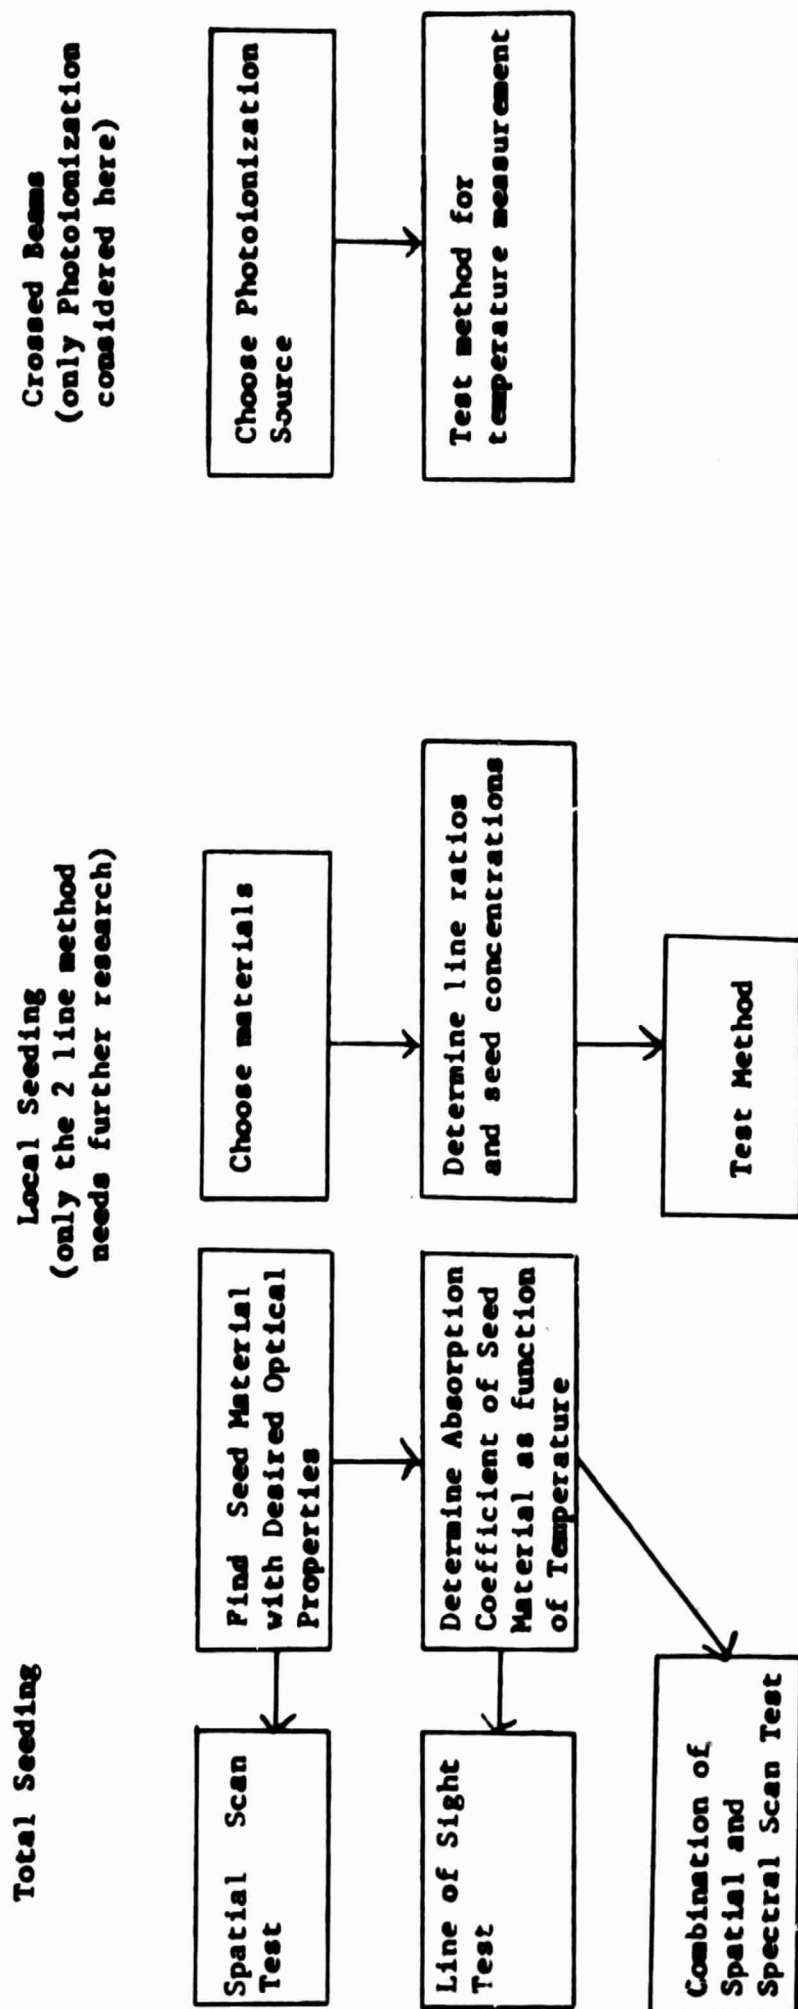 Total Seeding
Spatial Scan
Test
Find Seed Material
with Desired Optical
Properties
Line of Sight
Test
Determine Absorption
Coefficient of Seed
Material as function
of Temperature
Combination of
Spatial and
Spectral Scan Test
Local Seeding
(only the 2 line method
needs further research)
Choose materials
Determine line ratios
and seed concentrations
Test Method
Crossed Beams
(only Photoionization
considered here)
Choose Photoionization
Source
Test method for
temperature measurement